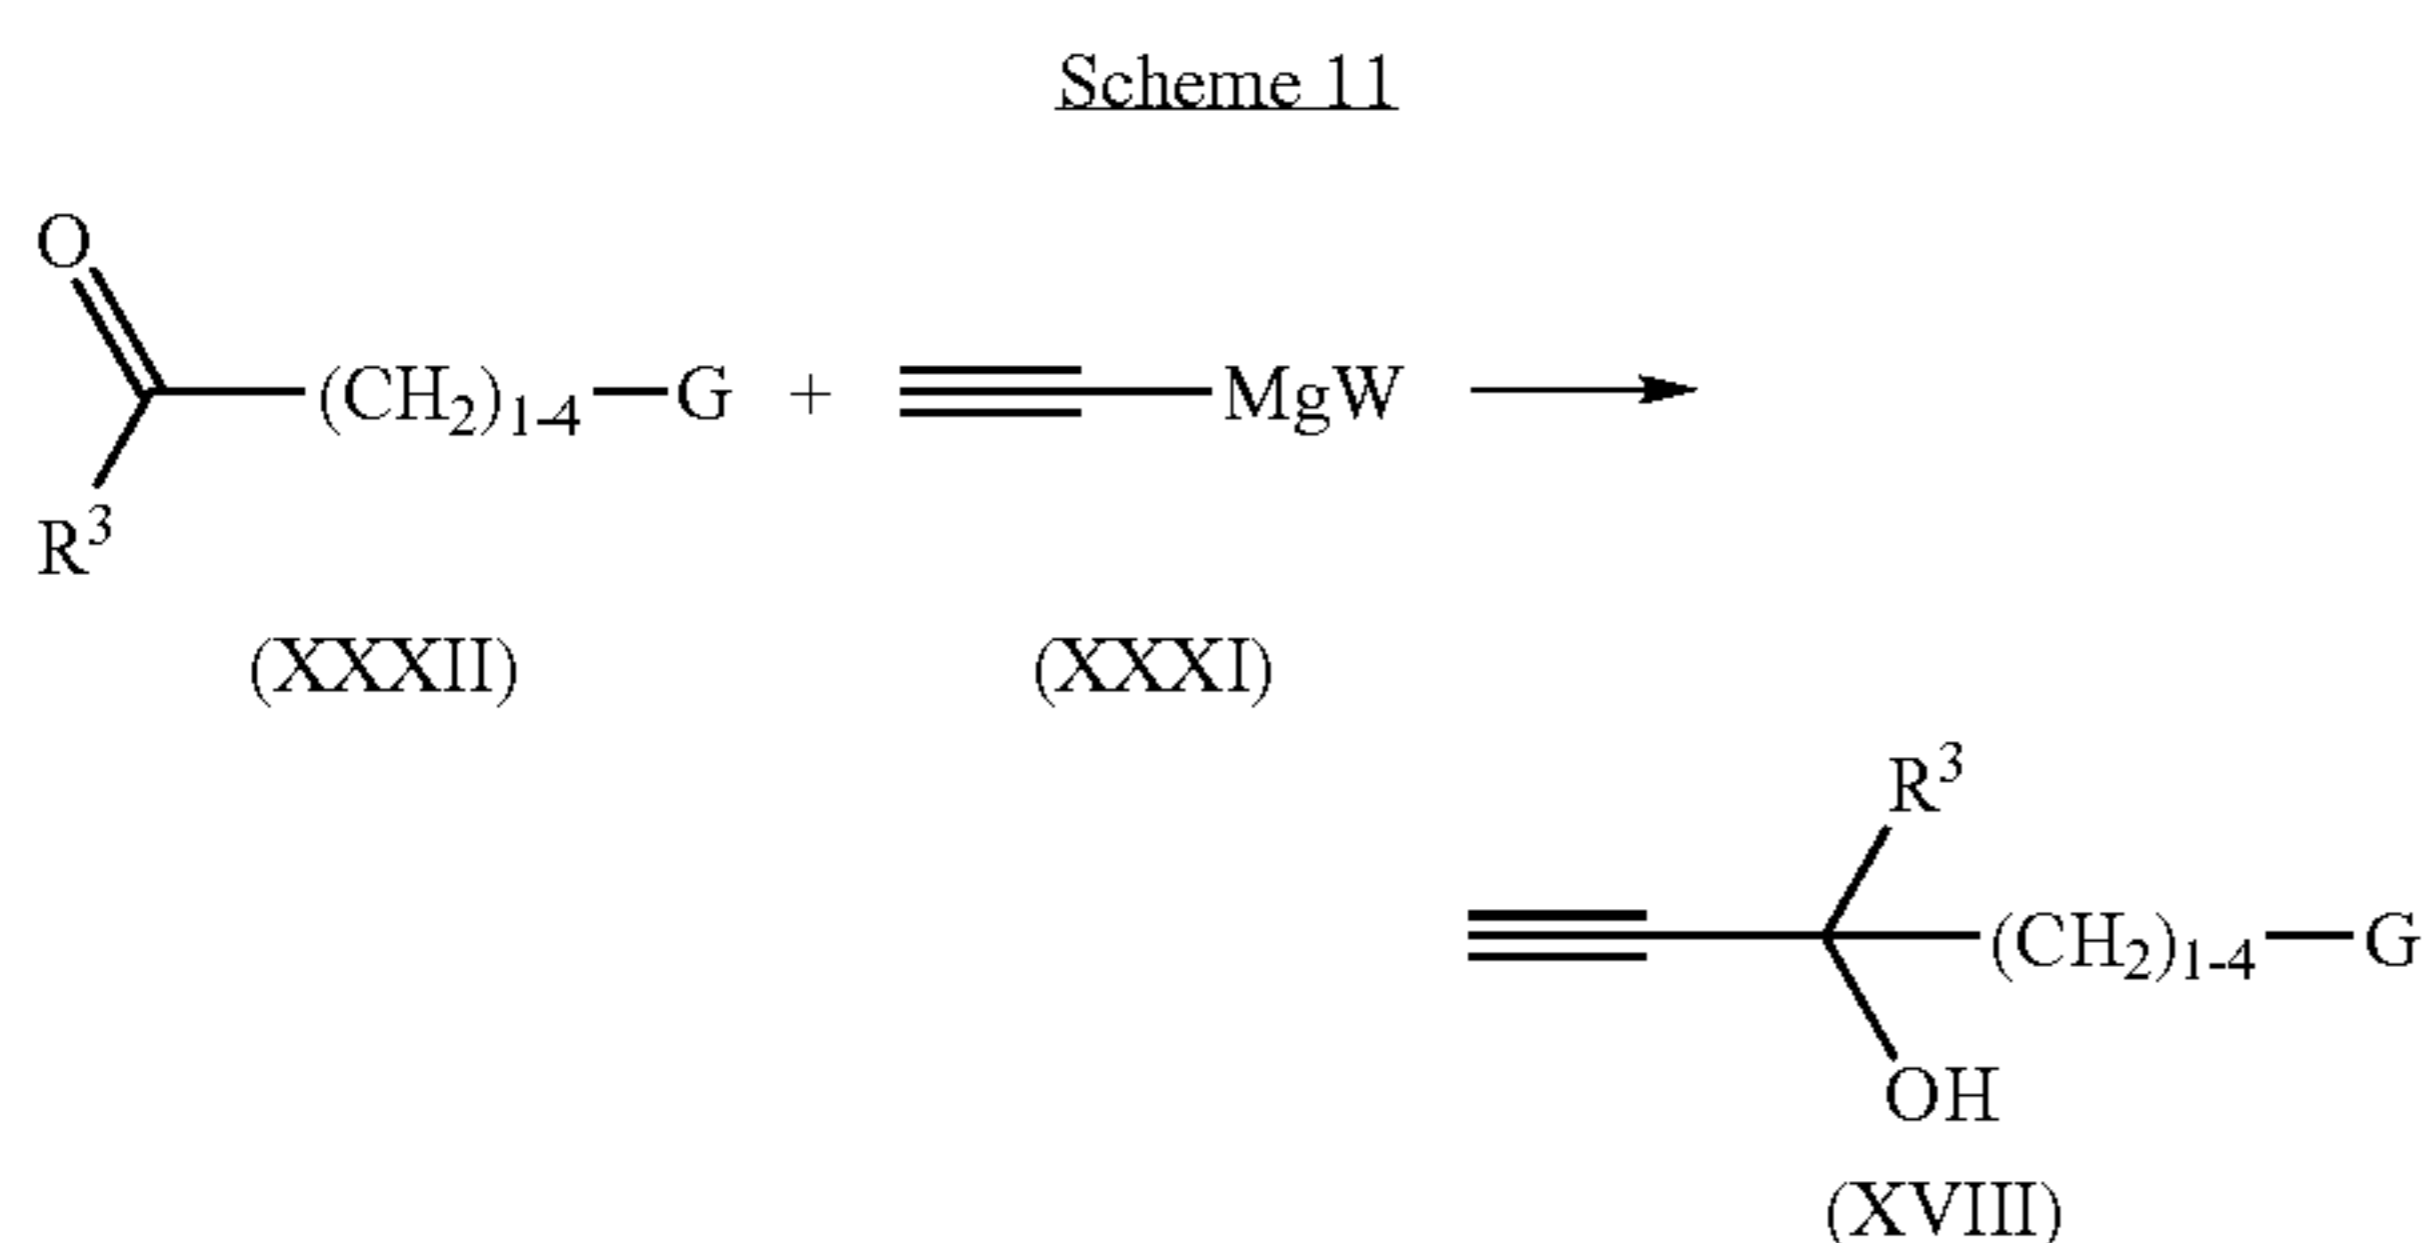 Scheme 11
O
(CH2)1-4—G + MgW
R3
(XXXII) (XXXI)
R3
(CH2)1-4—G
OH
(XVIII)